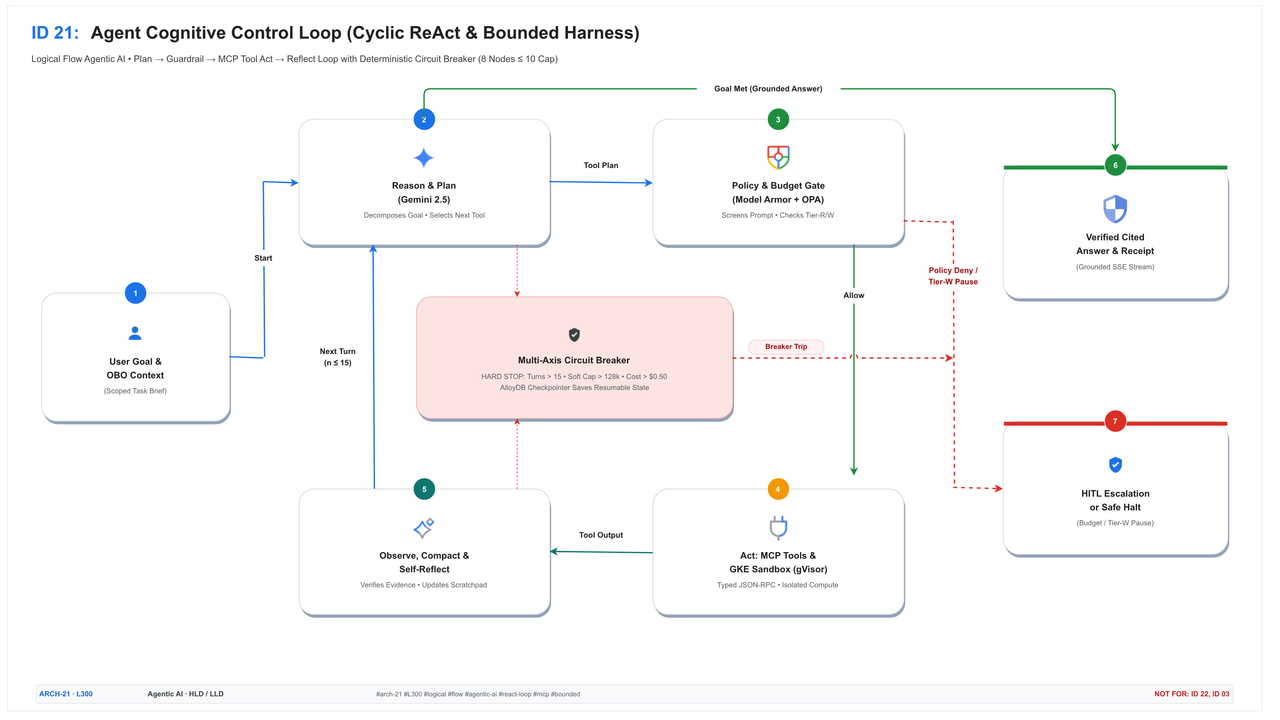 ID 21: Agent Cognitive Control Loop (Cyclic ReAct & Bounded Harness)
Logical Flow Agentic AI • Plan → Guardrail → MCP Tool Act → Reflect Loop with Deterministic Circuit Breaker (8 Nodes ≤ 10 Cap)
Goal Met (Grounded Answer)
2
Reason & Plan
(Gemini 2.5)
Decomposes Goal • Selects Next Tool
Tool Plan
3
Policy & Budget Gate
(Model Armor + OPA)
Screens Prompt • Checks Tier-R/W
6
Verified Cited
Answer & Receipt
(Grounded SSE Stream)
Start
Policy Deny /
Tier-W Pause
Allow
1
User Goal &
OBO Context
(Scoped Task Brief)
Next Turn
(n ≤ 15)
Multi-Axis Circuit Breaker
HARD STOP: Turns > 15 • Soft Cap > 128k • Cost > $0.50
AlloyDB Checkpointer Saves Resumable State
Breaker Trip
7
HITL Escalation
or Safe Halt
(Budget / Tier-W Pause)
5
Observe, Compact &
Self-Reflect
Verifies Evidence • Updates Scratchpad
Tool Output
4
Act: MCP Tools &
GKE Sandbox (gVisor)
Typed JSON-RPC • Isolated Compute
ARCH-21 · L300
Agentic AI · HLD / LLD
#arch-21 #L300 #logical #flow #agentic-ai #react-loop #mcp #bounded
NOT FOR: ID 22, ID 03